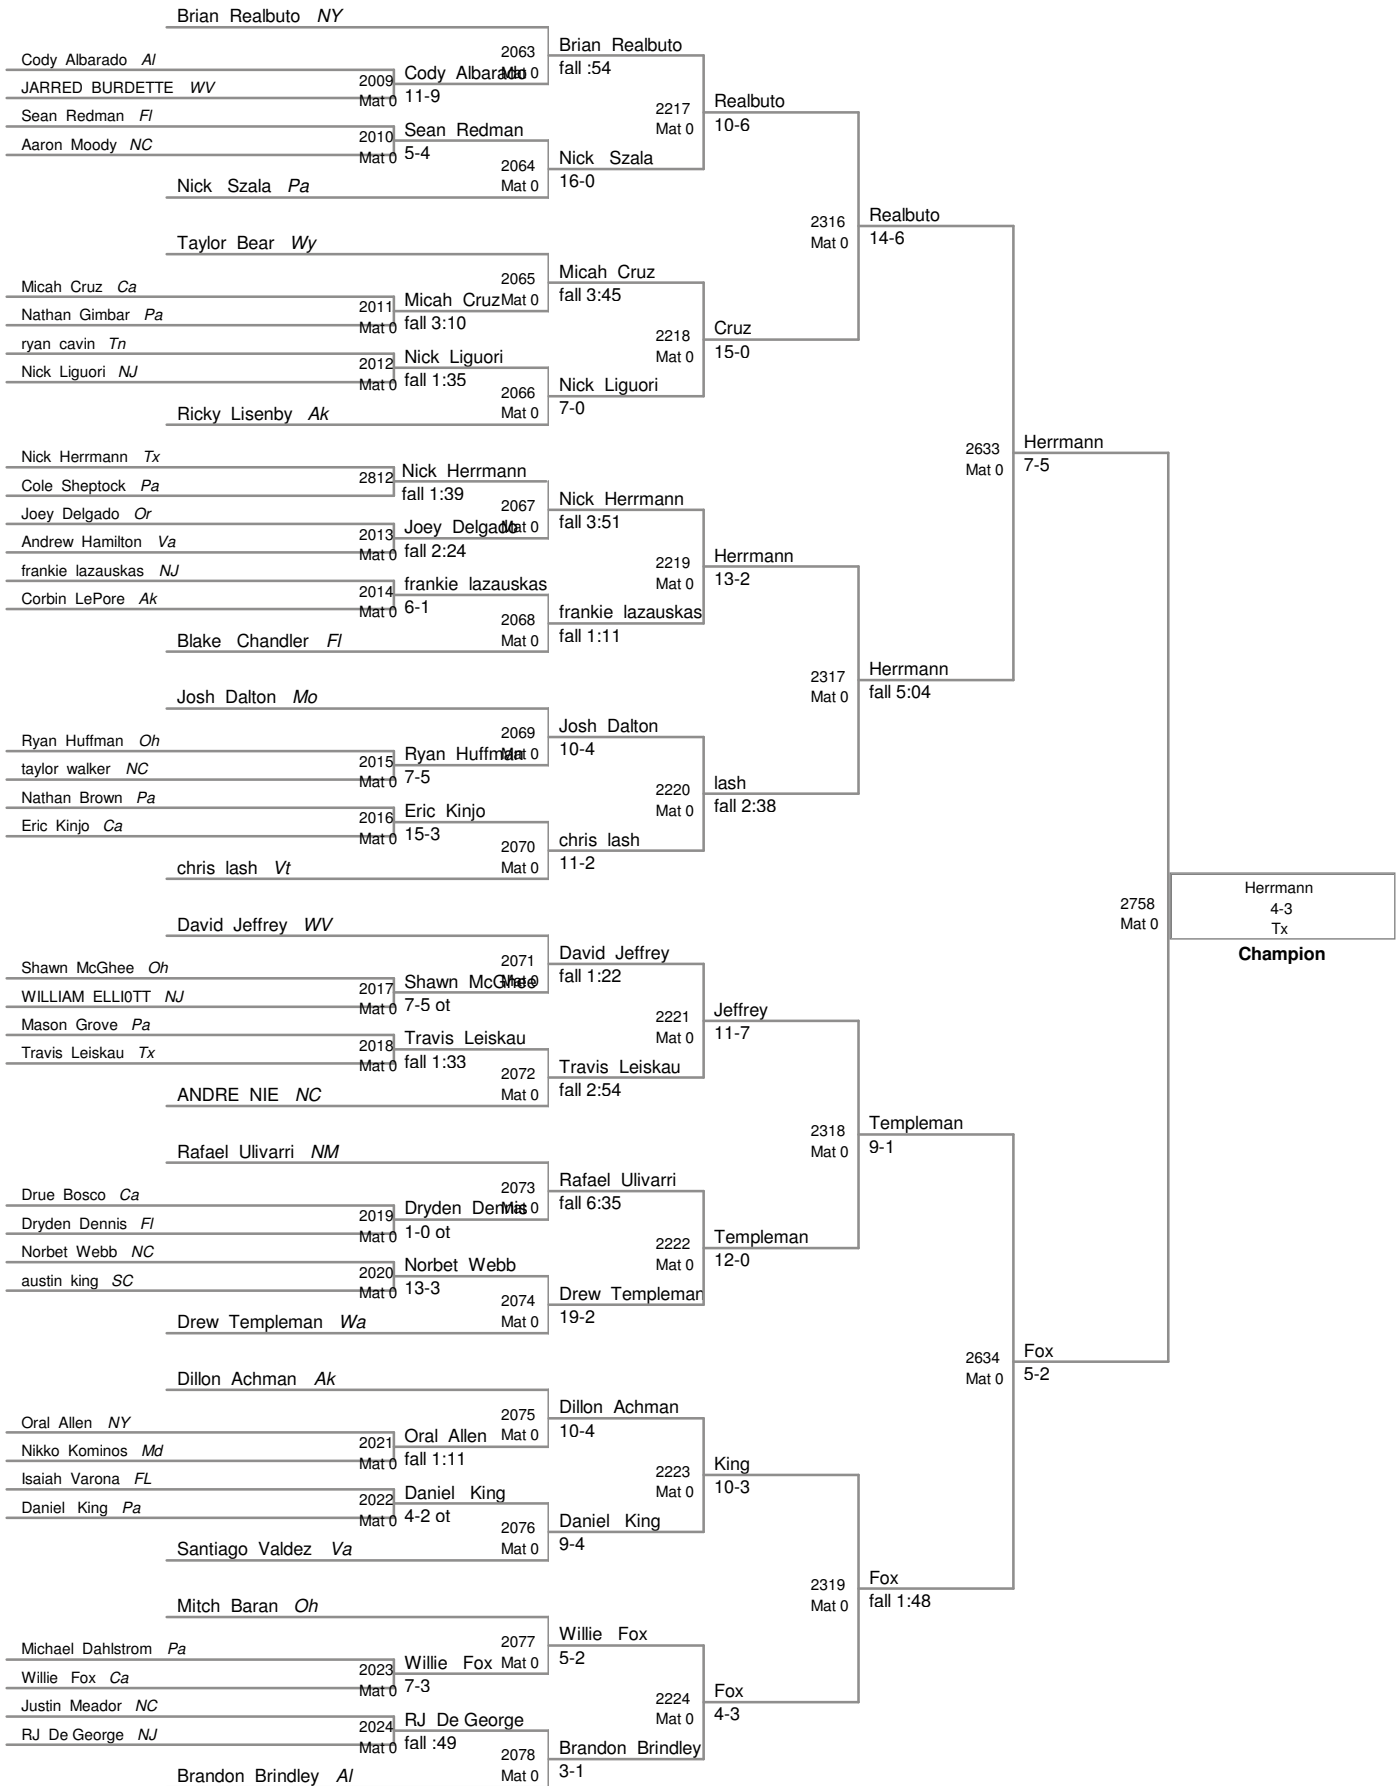 Brian Realbuto NY
2063
Mat 0
Brian Realbuto
fall :54
Cody Albarado Al
JARRED BURDETTE WV
2009
Mat 0
Cody Albarado
11-9
2217
Mat 0
Realbuto
10-6
Sean Redman Fl
Aaron Moody NC
2010
Mat 0
Sean Redman
5-4
2064
Mat 0
Nick Szala
16-0
Nick Szala Pa
2316
Mat 0
Realbuto
14-6
Taylor Bear Wy
2065
Mat 0
Micah Cruz
fall 3:45
Micah Cruz Ca
Nathan Gimbar Pa
2011
Mat 0
Micah Cruz
fall 3:10
2218
Mat 0
Cruz
15-0
ryan cavin Tn
Nick Liguori NJ
2012
Mat 0
Nick Liguori
fall 1:35
2066
Mat 0
Nick Liguori
7-0
Ricky Lisenby Ak
2633
Mat 0
Herrmann
7-5
Nick Herrmann Tx
Cole Sheptock Pa
2812
Nick Herrmann
fall 1:39
2067
Mat 0
Nick Herrmann
fall 3:51
Joey Delgado Or
Andrew Hamilton Va
2013
Mat 0
Joey Delgado
fall 2:24
2219
Mat 0
Herrmann
13-2
frankie lazauskas NJ
Corbin LePore Ak
2014
Mat 0
frankie lazauskas
6-1
2068
Mat 0
frankie lazauskas
fall 1:11
Blake Chandler Fl
2317
Mat 0
Herrmann
fall 5:04
Josh Dalton Mo
2069
Mat 0
Josh Dalton
10-4
Ryan Huffman Oh
taylor walker NC
2015
Mat 0
Ryan Huffman
7-5
2220
Mat 0
lash
fall 2:38
Nathan Brown Pa
Eric Kinjo Ca
2016
Mat 0
Eric Kinjo
15-3
2070
Mat 0
chris lash
11-2
chris lash Vt
2758
Mat 0
Herrmann
4-3
Tx
Champion
David Jeffrey WV
2071
Mat 0
David Jeffrey
fall 1:22
Shawn McGhee Oh
WILLIAM ELLI0TT NJ
2017
Mat 0
Shawn McGhee
7-5 ot
2221
Mat 0
Jeffrey
11-7
Mason Grove Pa
Travis Leiskau Tx
2018
Mat 0
Travis Leiskau
fall 1:33
2072
Mat 0
Travis Leiskau
fall 2:54
ANDRE NIE NC
2318
Mat 0
Templeman
9-1
Rafael Ulivarri NM
2073
Mat 0
Rafael Ulivarri
fall 6:35
Drue Bosco Ca
Dryden Dennis Fl
2019
Mat 0
Dryden Dennis
1-0 ot
2222
Mat 0
Templeman
12-0
Norbet Webb NC
austin king SC
2020
Mat 0
Norbet Webb
13-3
2074
Mat 0
Drew Templeman
19-2
Drew Templeman Wa
2634
Mat 0
Fox
5-2
Dillon Achman Ak
2075
Mat 0
Dillon Achman
10-4
Oral Allen NY
Nikko Kominos Md
2021
Mat 0
Oral Allen
fall 1:11
2223
Mat 0
King
10-3
Isaiah Varona FL
Daniel King Pa
2022
Mat 0
Daniel King
4-2 ot
2076
Mat 0
Daniel King
9-4
Santiago Valdez Va
2319
Mat 0
Fox
fall 1:48
Mitch Baran Oh
2077
Mat 0
Willie Fox
5-2
Michael Dahlstrom Pa
Willie Fox Ca
2023
Mat 0
Willie Fox
7-3
2224
Mat 0
Fox
4-3
Justin Meador NC
RJ De George NJ
2024
Mat 0
RJ De George
fall :49
2078
Mat 0
Brandon Brindley
3-1
Brandon Brindley Al